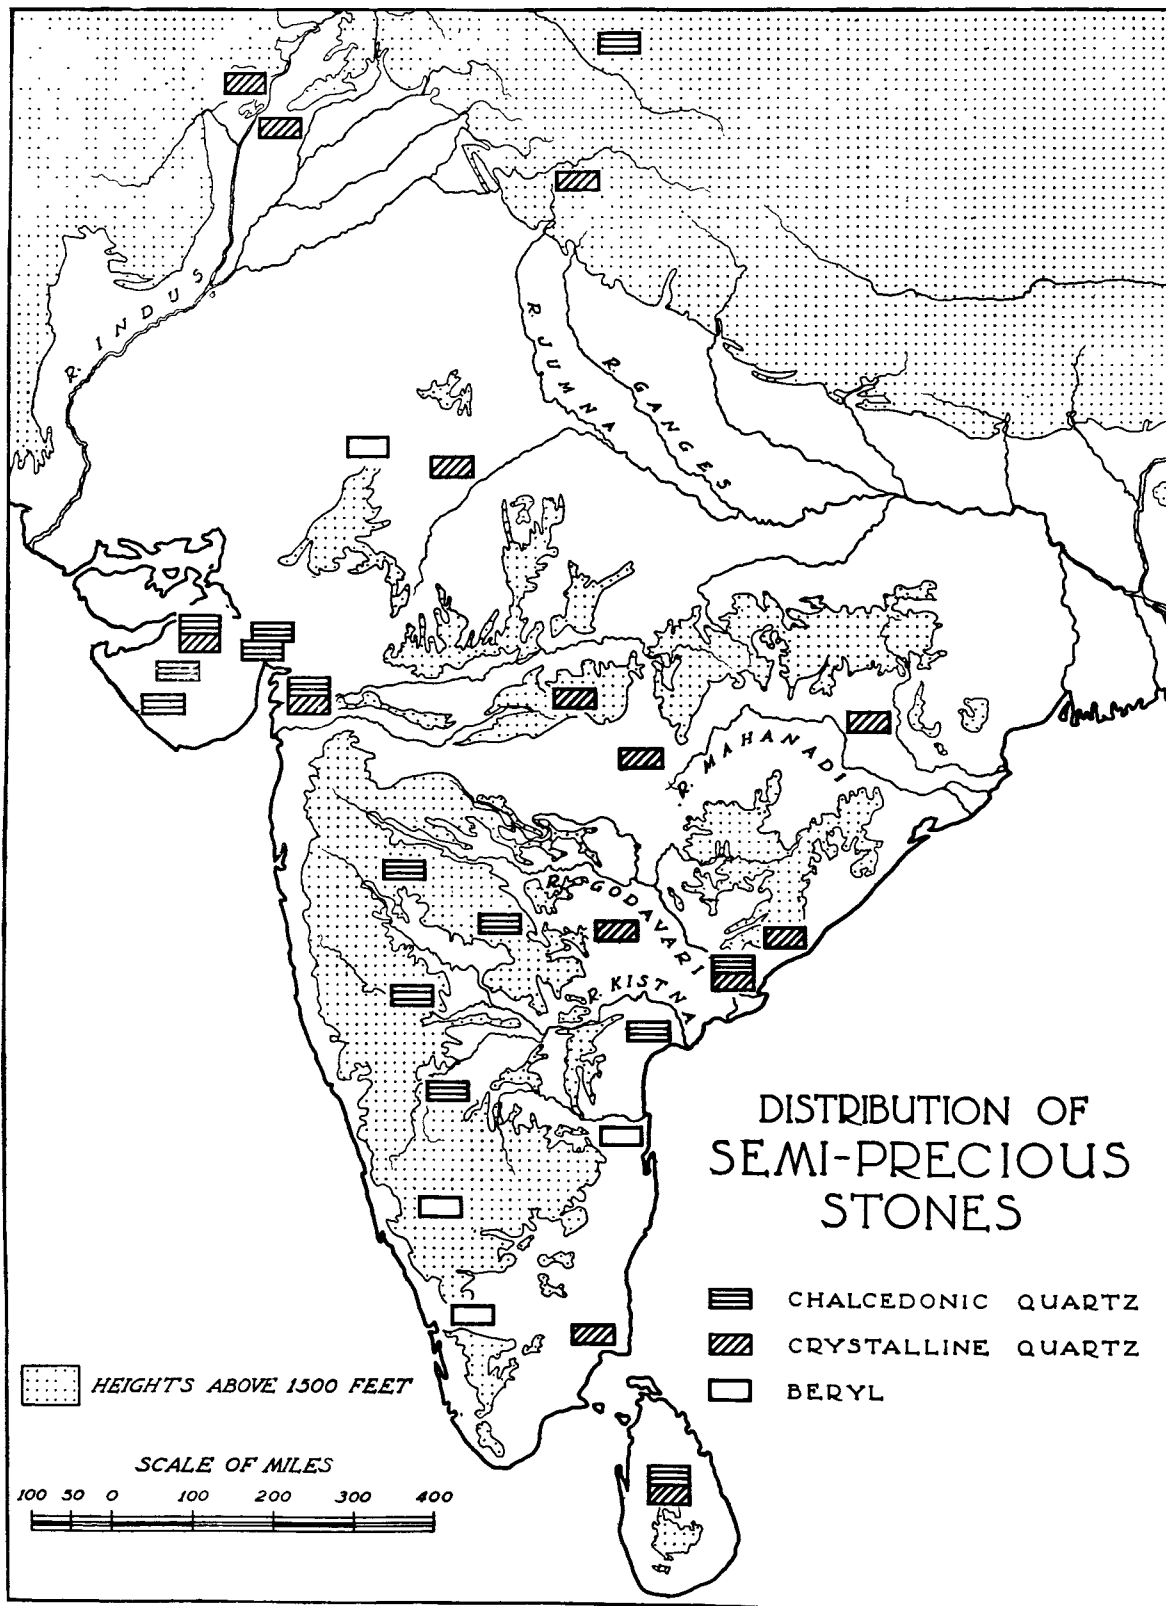 R. INDUS
R JUMNA
R. GANGES
R. MAHANADI
R. GODAVARI
R. KISTNA
DISTRIBUTION OF
SEMI-PRECIOUS
STONES
CHALCEDONIC QUARTZ
CRYSTALLINE QUARTZ
BERYL
HEIGHTS ABOVE 1500 FEET
SCALE OF MILES
100 50 0 100 200 300 400